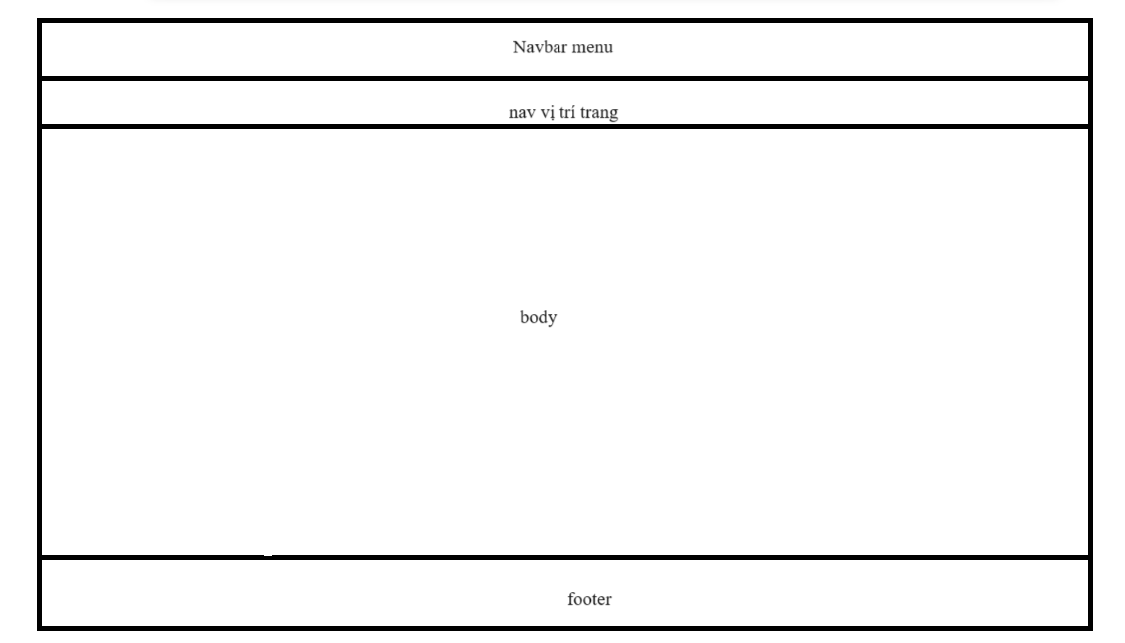 Navbar menu
nav vị trí trang
body
footer